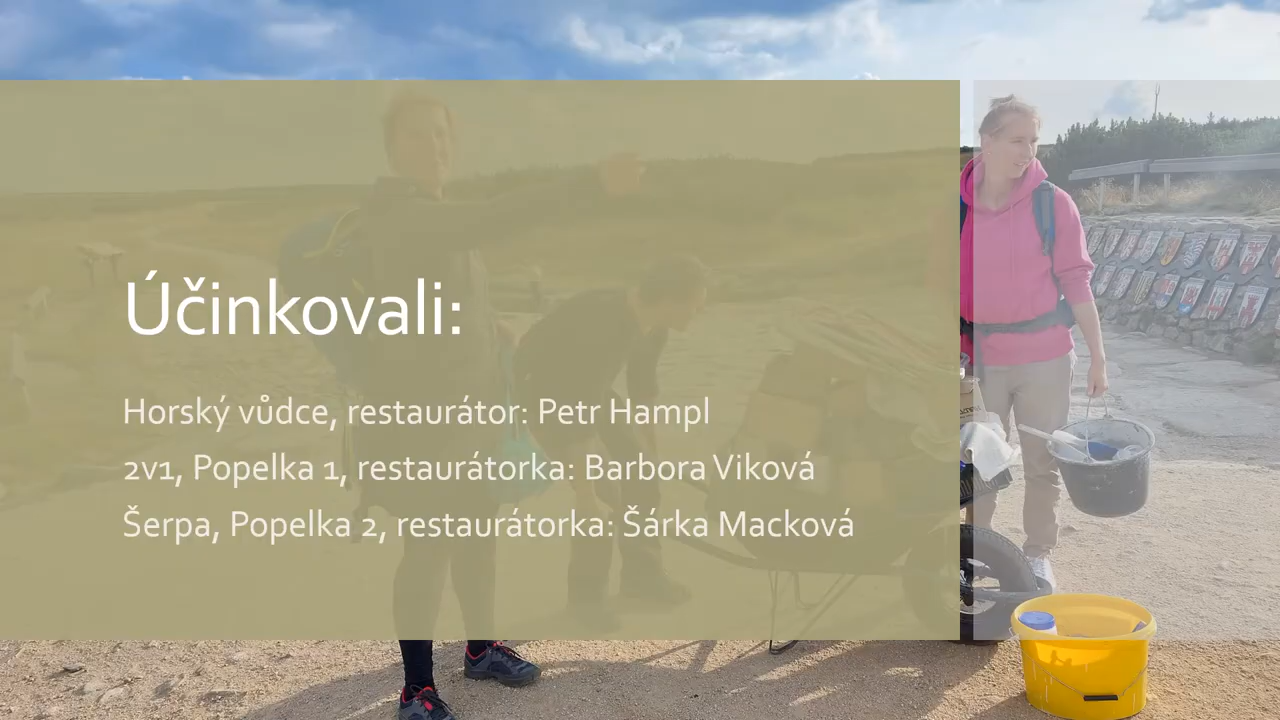 Účinkovali:
Horský vůdce, restaurátor: Petr Hampl
2v1, Popelka 1, restaurátorka: Barbora Viková
Šerpa, Popelka 2, restaurátorka: Šárka Macková